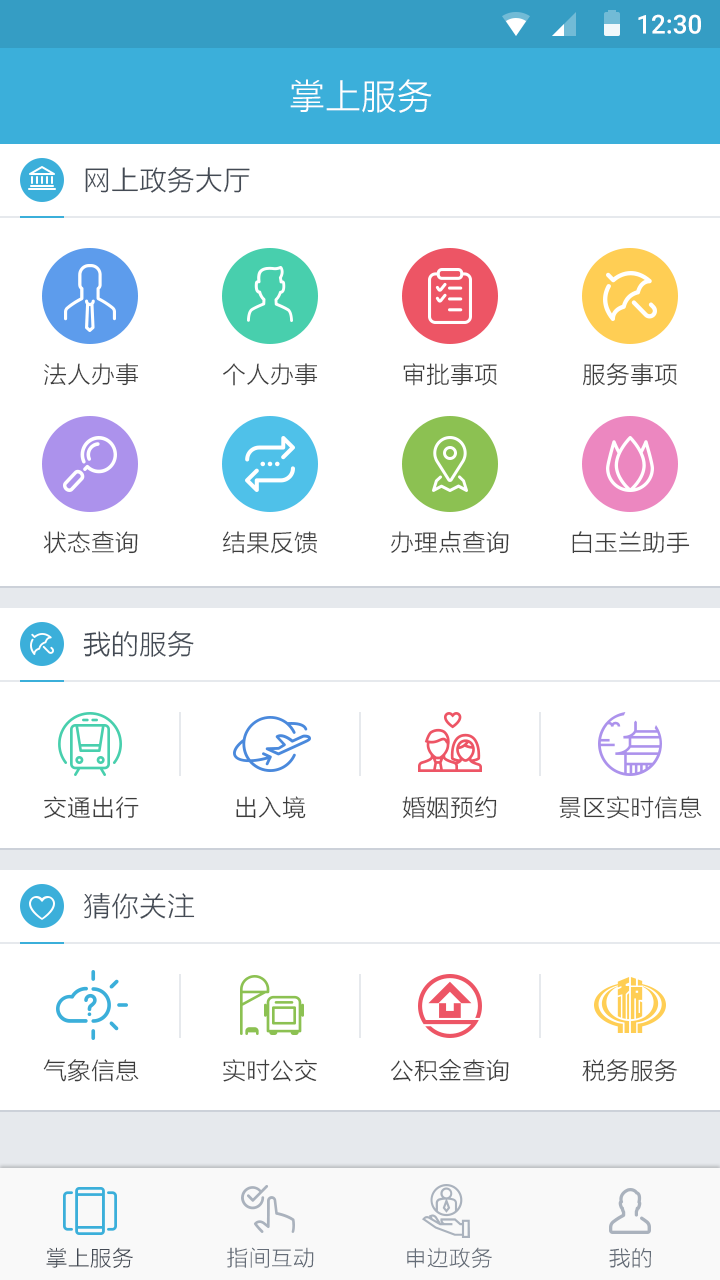 12:30
掌上服务
网上政务大厅
法人办事 个人办事 审批事项 服务事项
状态查询 结果反馈 办理点查询 白玉兰助手
我的服务
交通出行 出入境 婚姻预约 景区实时信息
猜你关注
?
税
气象信息 实时公交 公积金查询 税务服务
掌上服务 指间互动 申边政务 我的